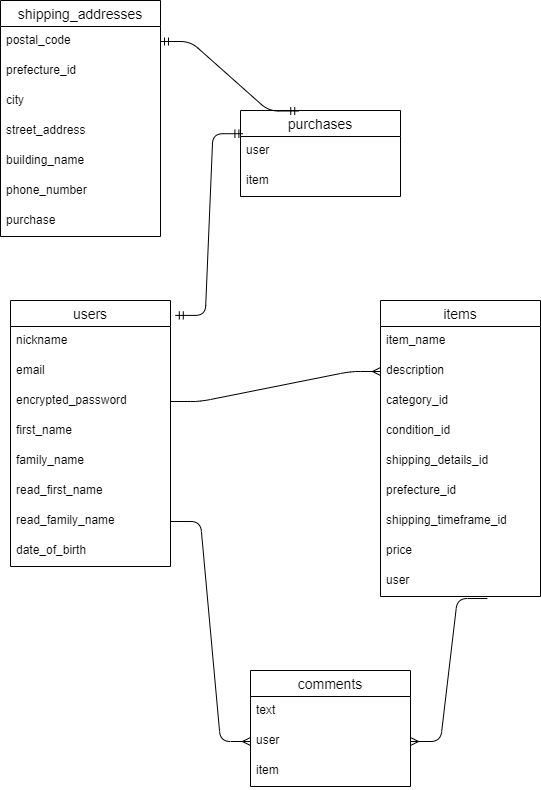 shipping_addresses
postal_code
prefecture_id
city
street_address
building_name
phone_number
purchase
purchases
user
item
users
nickname
email
encrypted_password
first_name
family_name
read_first_name
read_family_name
date_of_birth
items
item_name
description
category_id
condition_id
shipping_details_id
prefecture_id
shipping_timeframe_id
price
user
comments
text
user
item